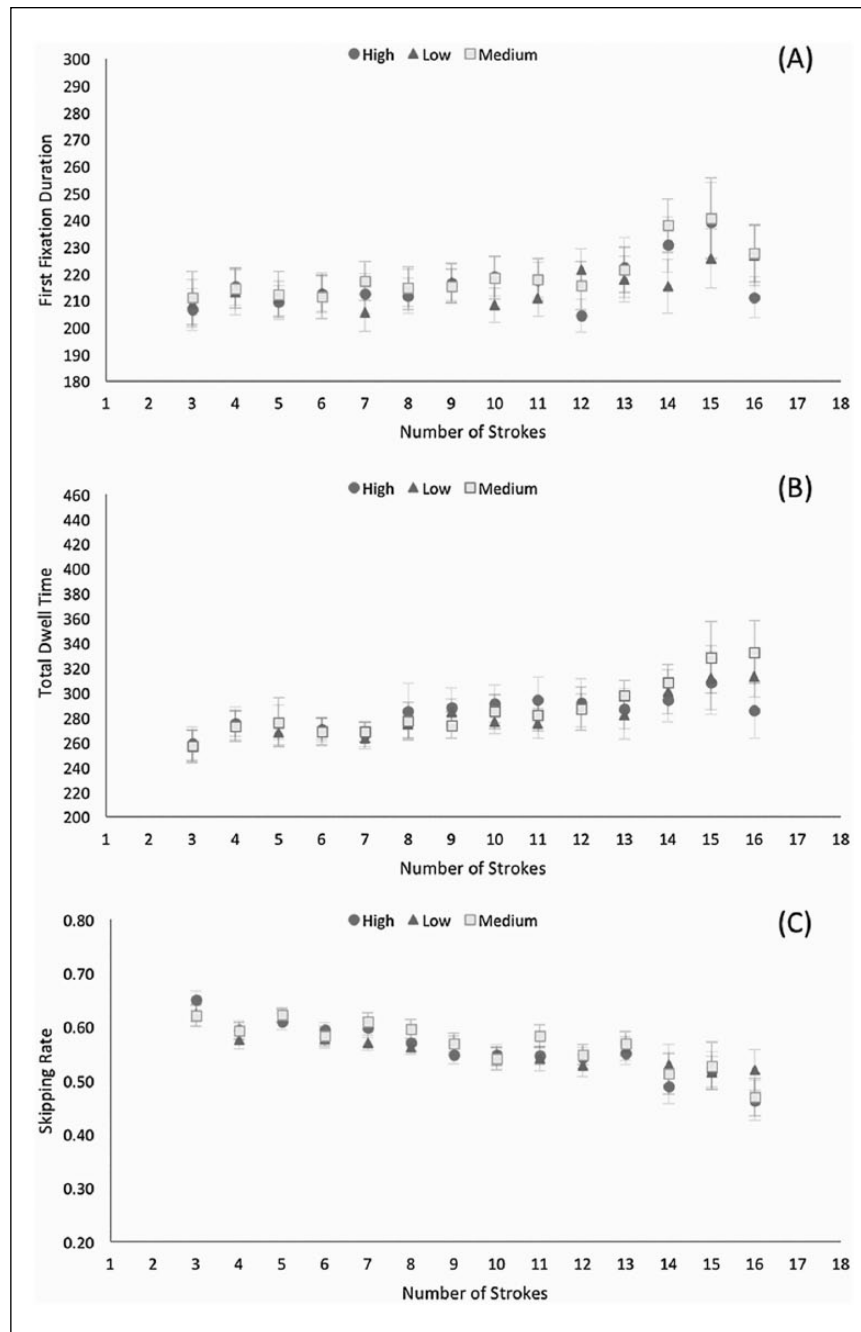 High Low Medium
(A)
300
290
280
270
260
250
240
230
220
210
200
190
180
First Fixation Duration
1 2 3 4 5 6 7 8 9 10 11 12 13 14 15 16 17 18
Number of Strokes
High Low Medium
(B)
460
440
420
400
380
360
340
320
300
280
260
240
220
200
Total Dwell Time
1 2 3 4 5 6 7 8 9 10 11 12 13 14 15 16 17 18
Number of Strokes
High Low Medium
(C)
0.80
0.70
0.60
0.50
0.40
0.30
0.20
Skipping Rate
1 2 3 4 5 6 7 8 9 10 11 12 13 14 15 16 17 18
Number of Strokes